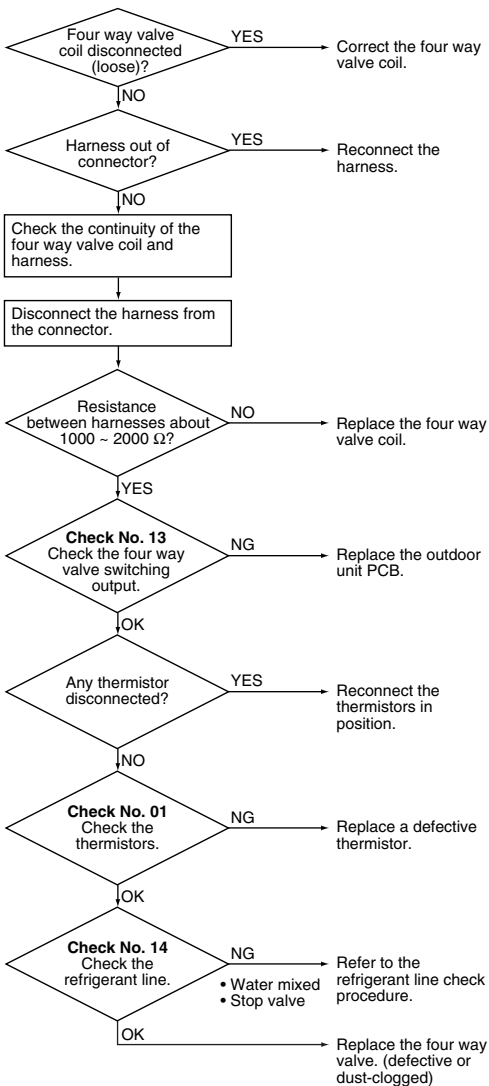 Four way valve
coil disconnected
(loose)?
YES
Correct the four way
valve coil.
NO
Harness out of
connector?
YES
Reconnect the
harness.
NO
Check the continuity of the
four way valve coil and
harness.
Disconnect the harness from
the connector.
Resistance
between harnesses about
1000 ~ 2000 Ω?
NO
Replace the four way
valve coil.
YES
Check No. 13
Check the four way
valve switching
output.
NG
Replace the outdoor
unit PCB.
OK
Any thermistor
disconnected?
YES
Reconnect the
thermistors in
position.
NO
Check No. 01
Check the
thermistors.
NG
Replace a defective
thermistor.
OK
Check No. 14
Check the
refrigerant line.
NG
• Water mixed
• Stop valve
Refer to the
refrigerant line check
procedure.
OK
Replace the four way
valve. (defective or
dust-clogged)